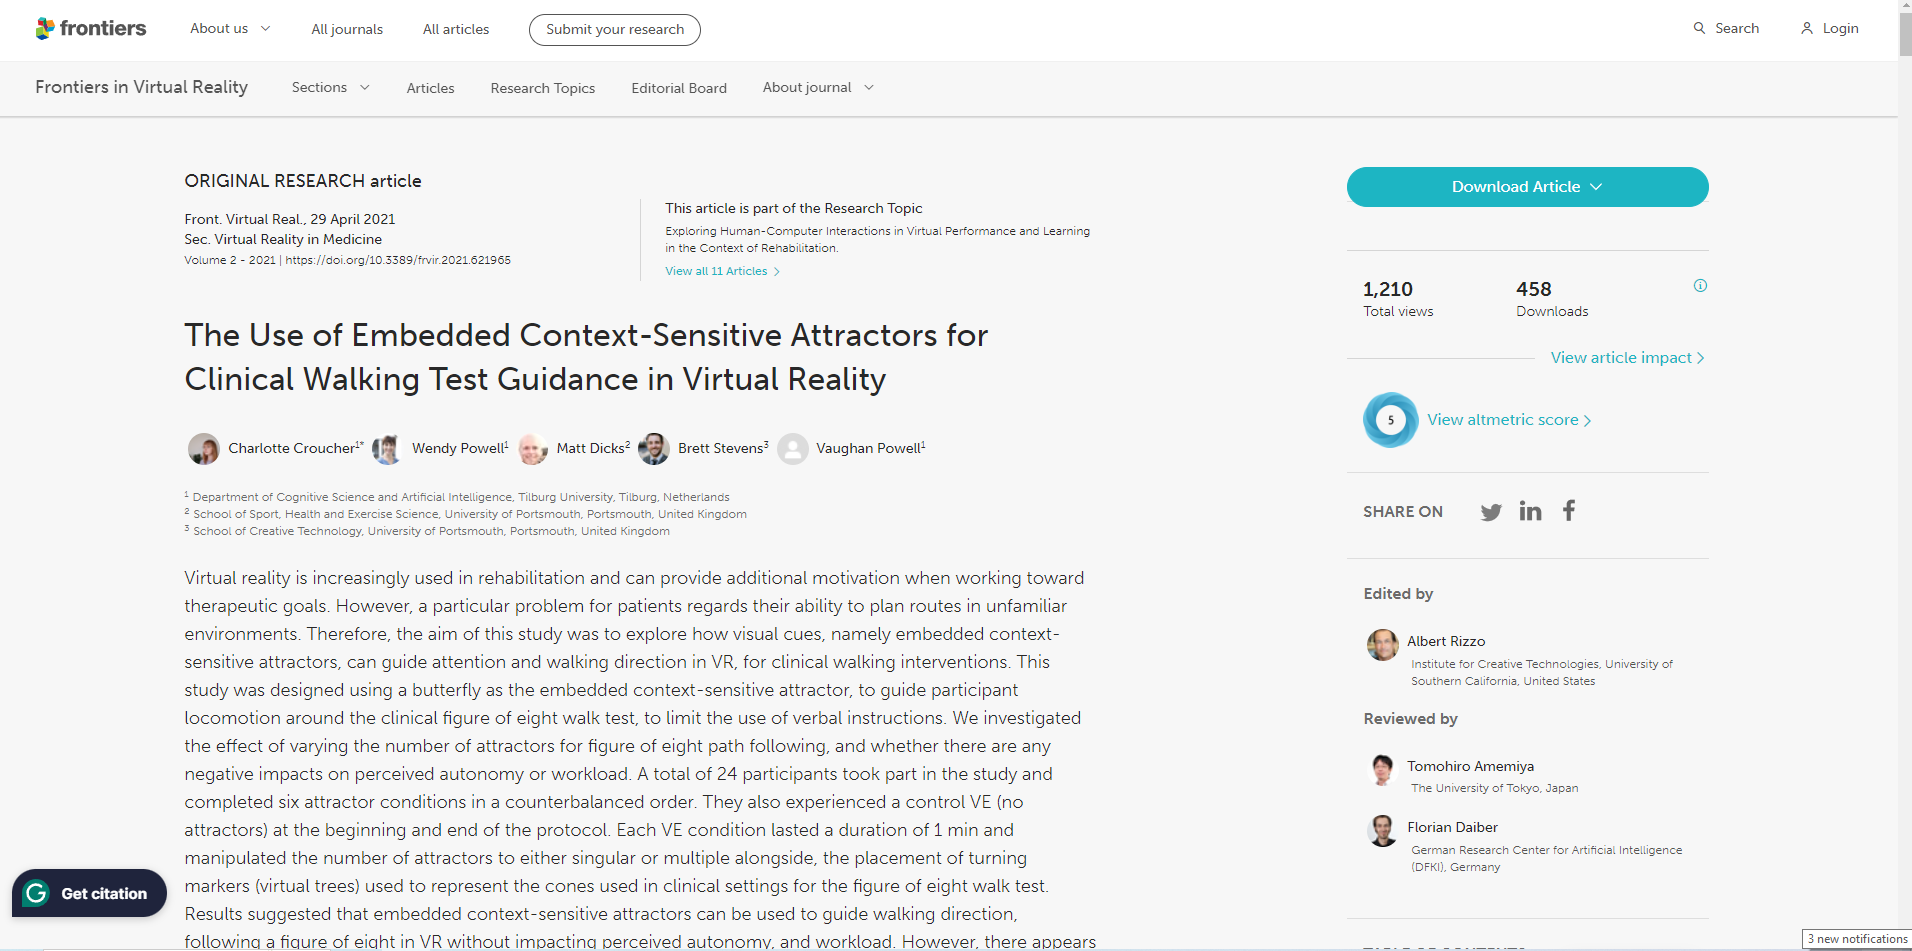 frontiers
About us
All journals
All articles
Submit your research
Search
Login
Frontiers in Virtual Reality
Sections
Articles
Research Topics
Editorial Board
About journal
ORIGINAL RESEARCH article
Front. Virtual Real., 29 April 2021
Sec. Virtual Reality in Medicine
Volume 2 - 2021 | https://doi.org/10.3389/frvir.2021.621965
This article is part of the Research Topic
Exploring Human-Computer Interactions in Virtual Performance and Learning
in the Context of Rehabilitation.
View all 11 Articles
The Use of Embedded Context-Sensitive Attractors for
Clinical Walking Test Guidance in Virtual Reality
Charlotte Croucher1* Wendy Powell1 Matt Dicks2 Brett Stevens3 Vaughan Powell1
1 Department of Cognitive Science and Artificial Intelligence, Tilburg University, Tilburg, Netherlands
2 School of Sport, Health and Exercise Science, University of Portsmouth, Portsmouth, United Kingdom
3 School of Creative Technology, University of Portsmouth, Portsmouth, United Kingdom
Virtual reality is increasingly used in rehabilitation and can provide additional motivation when working toward
therapeutic goals. However, a particular problem for patients regards their ability to plan routes in unfamiliar
environments. Therefore, the aim of this study was to explore how visual cues, namely embedded context-
sensitive attractors, can guide attention and walking direction in VR, for clinical walking interventions. This
study was designed using a butterfly as the embedded context-sensitive attractor, to guide participant
locomotion around the clinical figure of eight walk test, to limit the use of verbal instructions. We investigated
the effect of varying the number of attractors for figure of eight path following, and whether there are any
negative impacts on perceived autonomy or workload. A total of 24 participants took part in the study and
completed six attractor conditions in a counterbalanced order. They also experienced a control VE (no
attractors) at the beginning and end of the protocol. Each VE condition lasted a duration of 1 min and
manipulated the number of attractors to either singular or multiple alongside, the placement of turning
markers (virtual trees) used to represent the cones used in clinical settings for the figure of eight walk test.
Results suggested that embedded context-sensitive attractors can be used to guide walking direction,
following a figure of eight in VR without impacting perceived autonomy, and workload. However, there appears
Get citation
Download Article
1,210
Total views
458
Downloads
View article impact
5
View altmetric score
SHARE ON
Edited by
Albert Rizzo
Institute for Creative Technologies, University of
Southern California, United States
Reviewed by
Tomohiro Amemiya
The University of Tokyo, Japan
Florian Daiber
German Research Center for Artificial Intelligence
(DFKI), Germany
3 new notifications